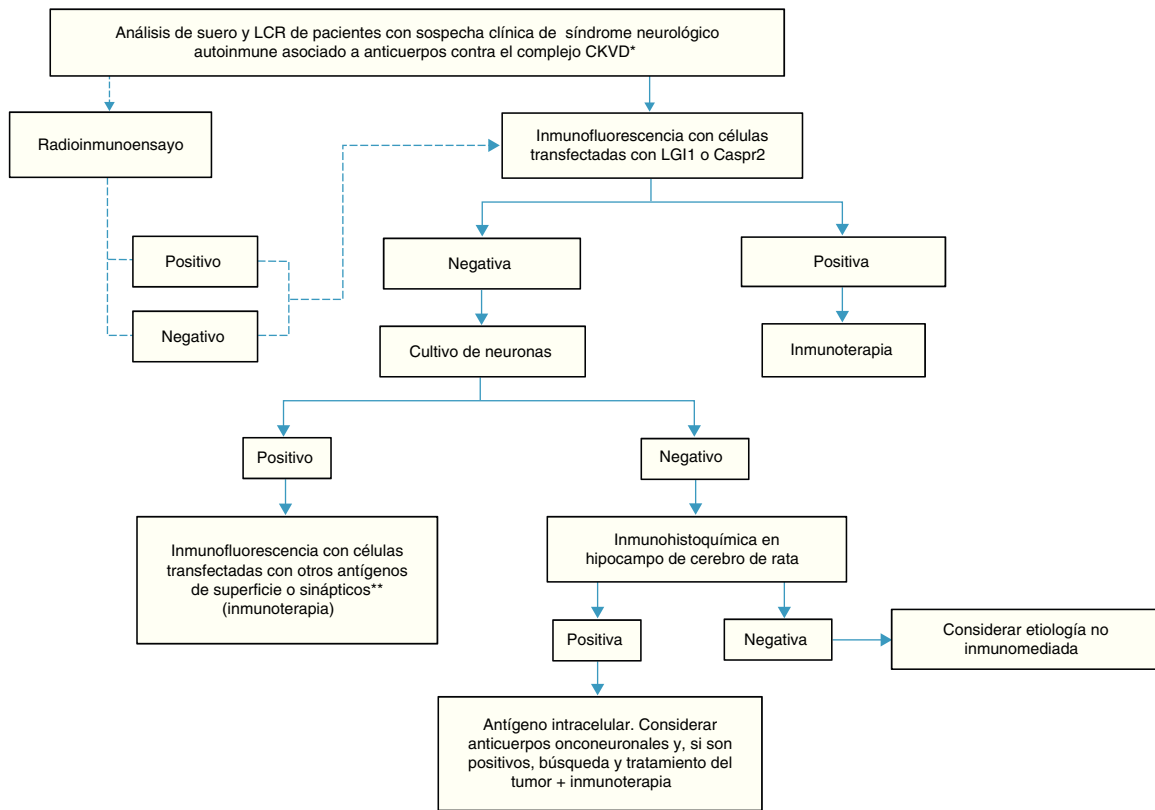 Análisis de suero y LCR de pacientes con sospecha clínica de síndrome neurológico
autoinmune asociado a anticuerpos contra el complejo CKVD*
Radioinmunoensayo
Inmunofluorescencia con células
transfectadas con LGI1 o Caspr2
Positivo
Negativo
Negativa
Positiva
Cultivo de neuronas
Inmunoterapia
Positivo
Negativo
Inmunofluorescencia con células
transfectadas con otros antígenos
de superficie o sinápticos**
(inmunoterapia)
Inmunohistoquímica en
hipocampo de cerebro de rata
Positiva
Negativa
Considerar etiología no
inmunomediada
Antígeno intracelular. Considerar
anticuerpos onconeuronales y, si son
positivos, búsqueda y tratamiento del
tumor + inmunoterapia